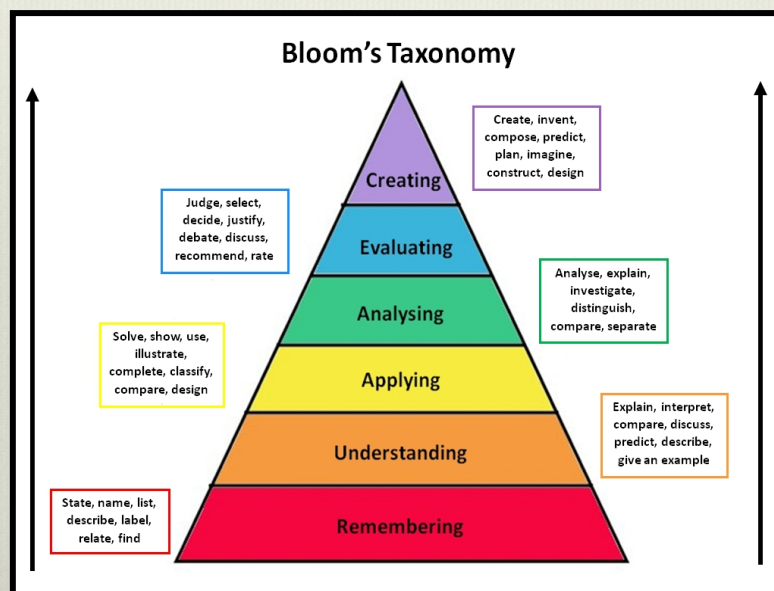 Bloom's Taxonomy
Create, invent,
compose, predict,
plan, imagine,
construct, design
Creating
Judge, select,
decide, justify,
debate, discuss,
recommend, rate
Evaluating
Analyse, explain,
investigate,
distinguish,
compare, separate
Analysing
Solve, show, use,
illustrate,
complete, classify,
compare, design
Applying
Explain, interpret,
compare, discuss,
predict, describe,
give an example
Understanding
State, name, list,
describe, label,
relate, find
Remembering